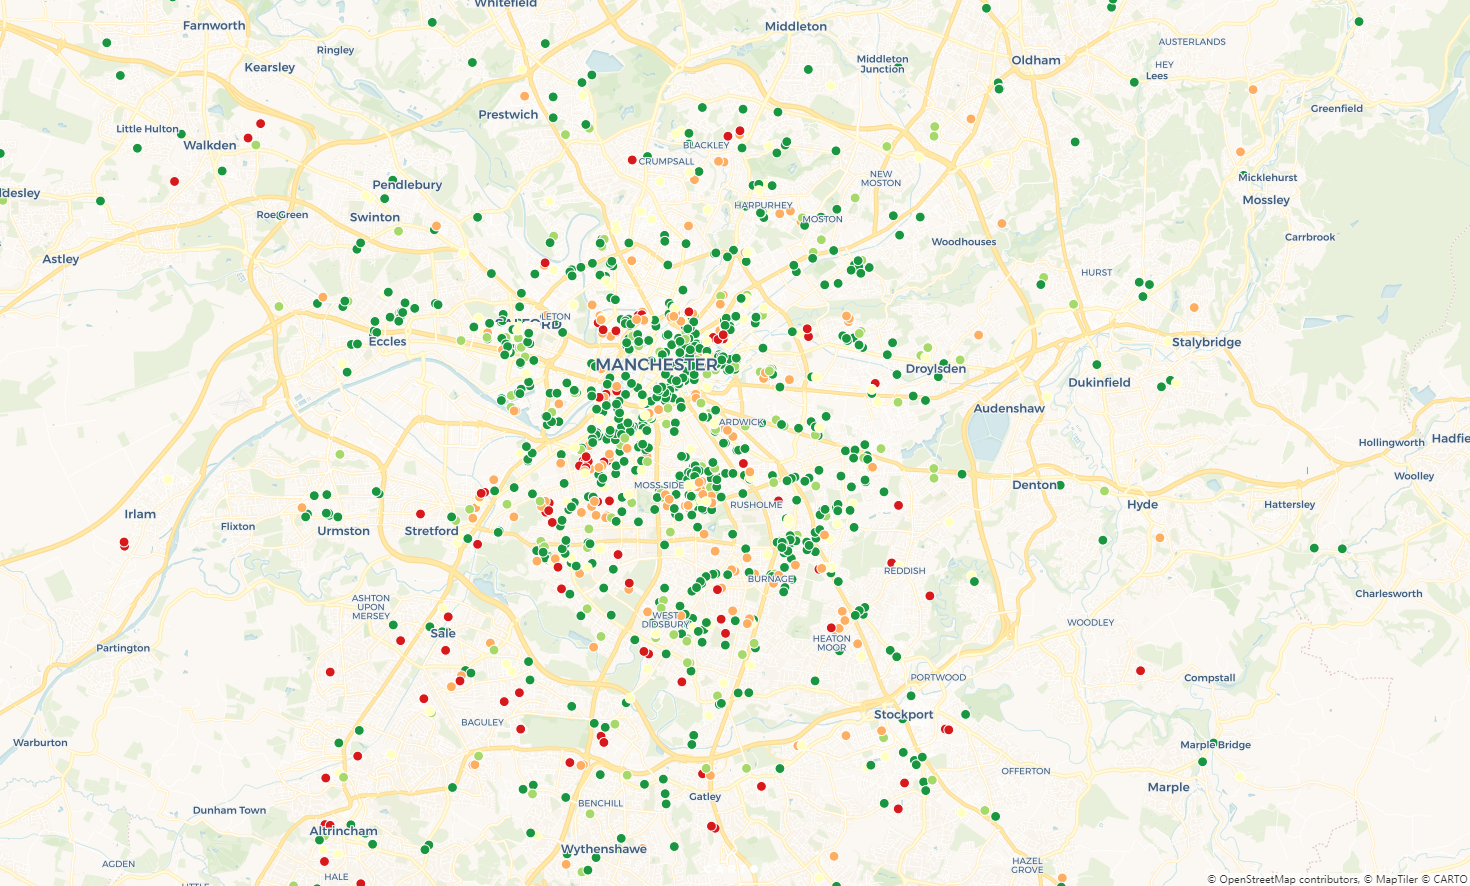 Whitefield
Farnworth
Middleton
AUSTERLANDS
Ringley
Kearsley
Middleton
Junction
Oldham
HEY
Lees
Prestwich
Greenfield
Little Hulton
Walkden
BLACKLEY
CRUMPSALL
Pendlebury
NEW
MOSTON
Micklehurst
Mossley
HARPURHEY
Roe Green
Swinton
MOSTON
Woodhouses
Carrbrook
Astley
HURST
Eccles
MANCHESTER
Stalybridge
Droylsden
Dukinfield
Audenshaw
ARDWICK
Hollingworth
Woolley
MOSS SIDE
Denton
RUSHOLME
Hyde
Hattersley
Irlam
Flixton
Urmston
Stretford
REDDISH
BURNAGE
Charlesworth
ASHTON
UPON
MERSEY
WEST
DIDSBURY
WOODLEY
Sale
HEATON
MOOR
Partington
PORTWOOD
Compstall
BAGULEY
Stockport
Warburton
Marple Bridge
OFFERTON
Marple
Gatley
BENCHILL
Dunham Town
Altrincham
Wythenshawe
AGDEN
HAZEL
GROVE
HALE
© OpenStreetMap contributors, © MapTiler © CARTO